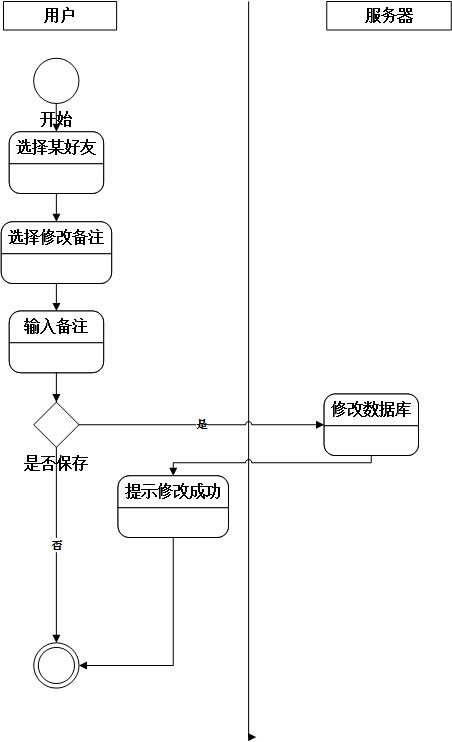 用户
服务器
开始
选择某好友
选择修改备注
输入备注
修改数据库
是
是否保存
提示修改成功
否